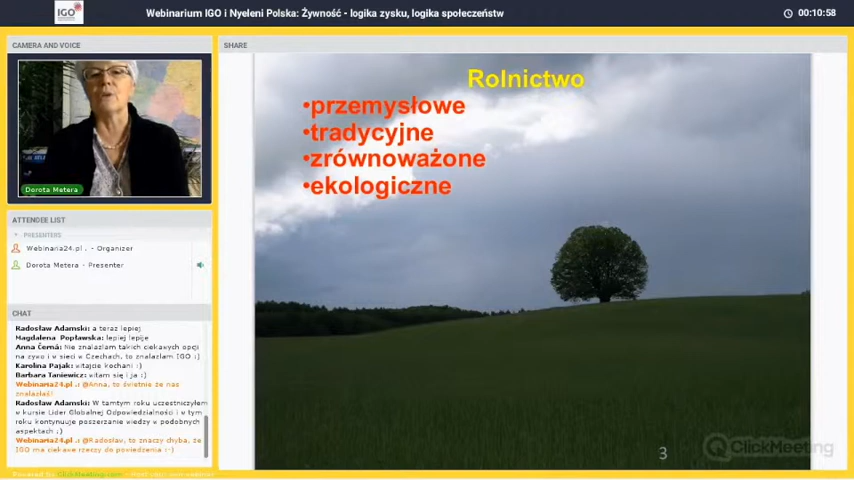 IGO
Webinarium IGO i Nyeleni Polska: Żywność - logika zysku, logika społeczeństw
00:10:58
CAMERA AND VOICE
Dorota Metera
ATTENDEE LIST
PRESENTERS
Webinaria24.pl . - Organizer
Dorota Metera - Presenter
CHAT
Radosław Adamski: a teraz lepiej
Magdalena Popławska: lepiej lepije
Anna Černá: Nie znalazłam takich ciekawych opcji
na żywo i w sieci w Czechach, to znalazłam IGO :)
Karolina Pająk: witajcie kochani :)
Barbara Taniewicz: witam się i ja :)
Webinaria24.pl .: @Anna, to świetnie że nas
znalazłaś!
Radosław Adamski: W tamtym roku uczestniczyłem
w kursie Lider Globalnej Odpowiedzialności i w tym
roku kontynuuje poszerzanie wiedzy w podobnych
aspektach ;)
Webinaria24.pl .: @Radosław, to znaczy chyba, że
IGO ma ciekawe rzeczy do powiedzenia :-)
Powered by ClickMeeting.com
SHARE
Rolnictwo
•przemysłowe
•tradycyjne
•zrównoważone
•ekologiczne
3
ClickMeeting